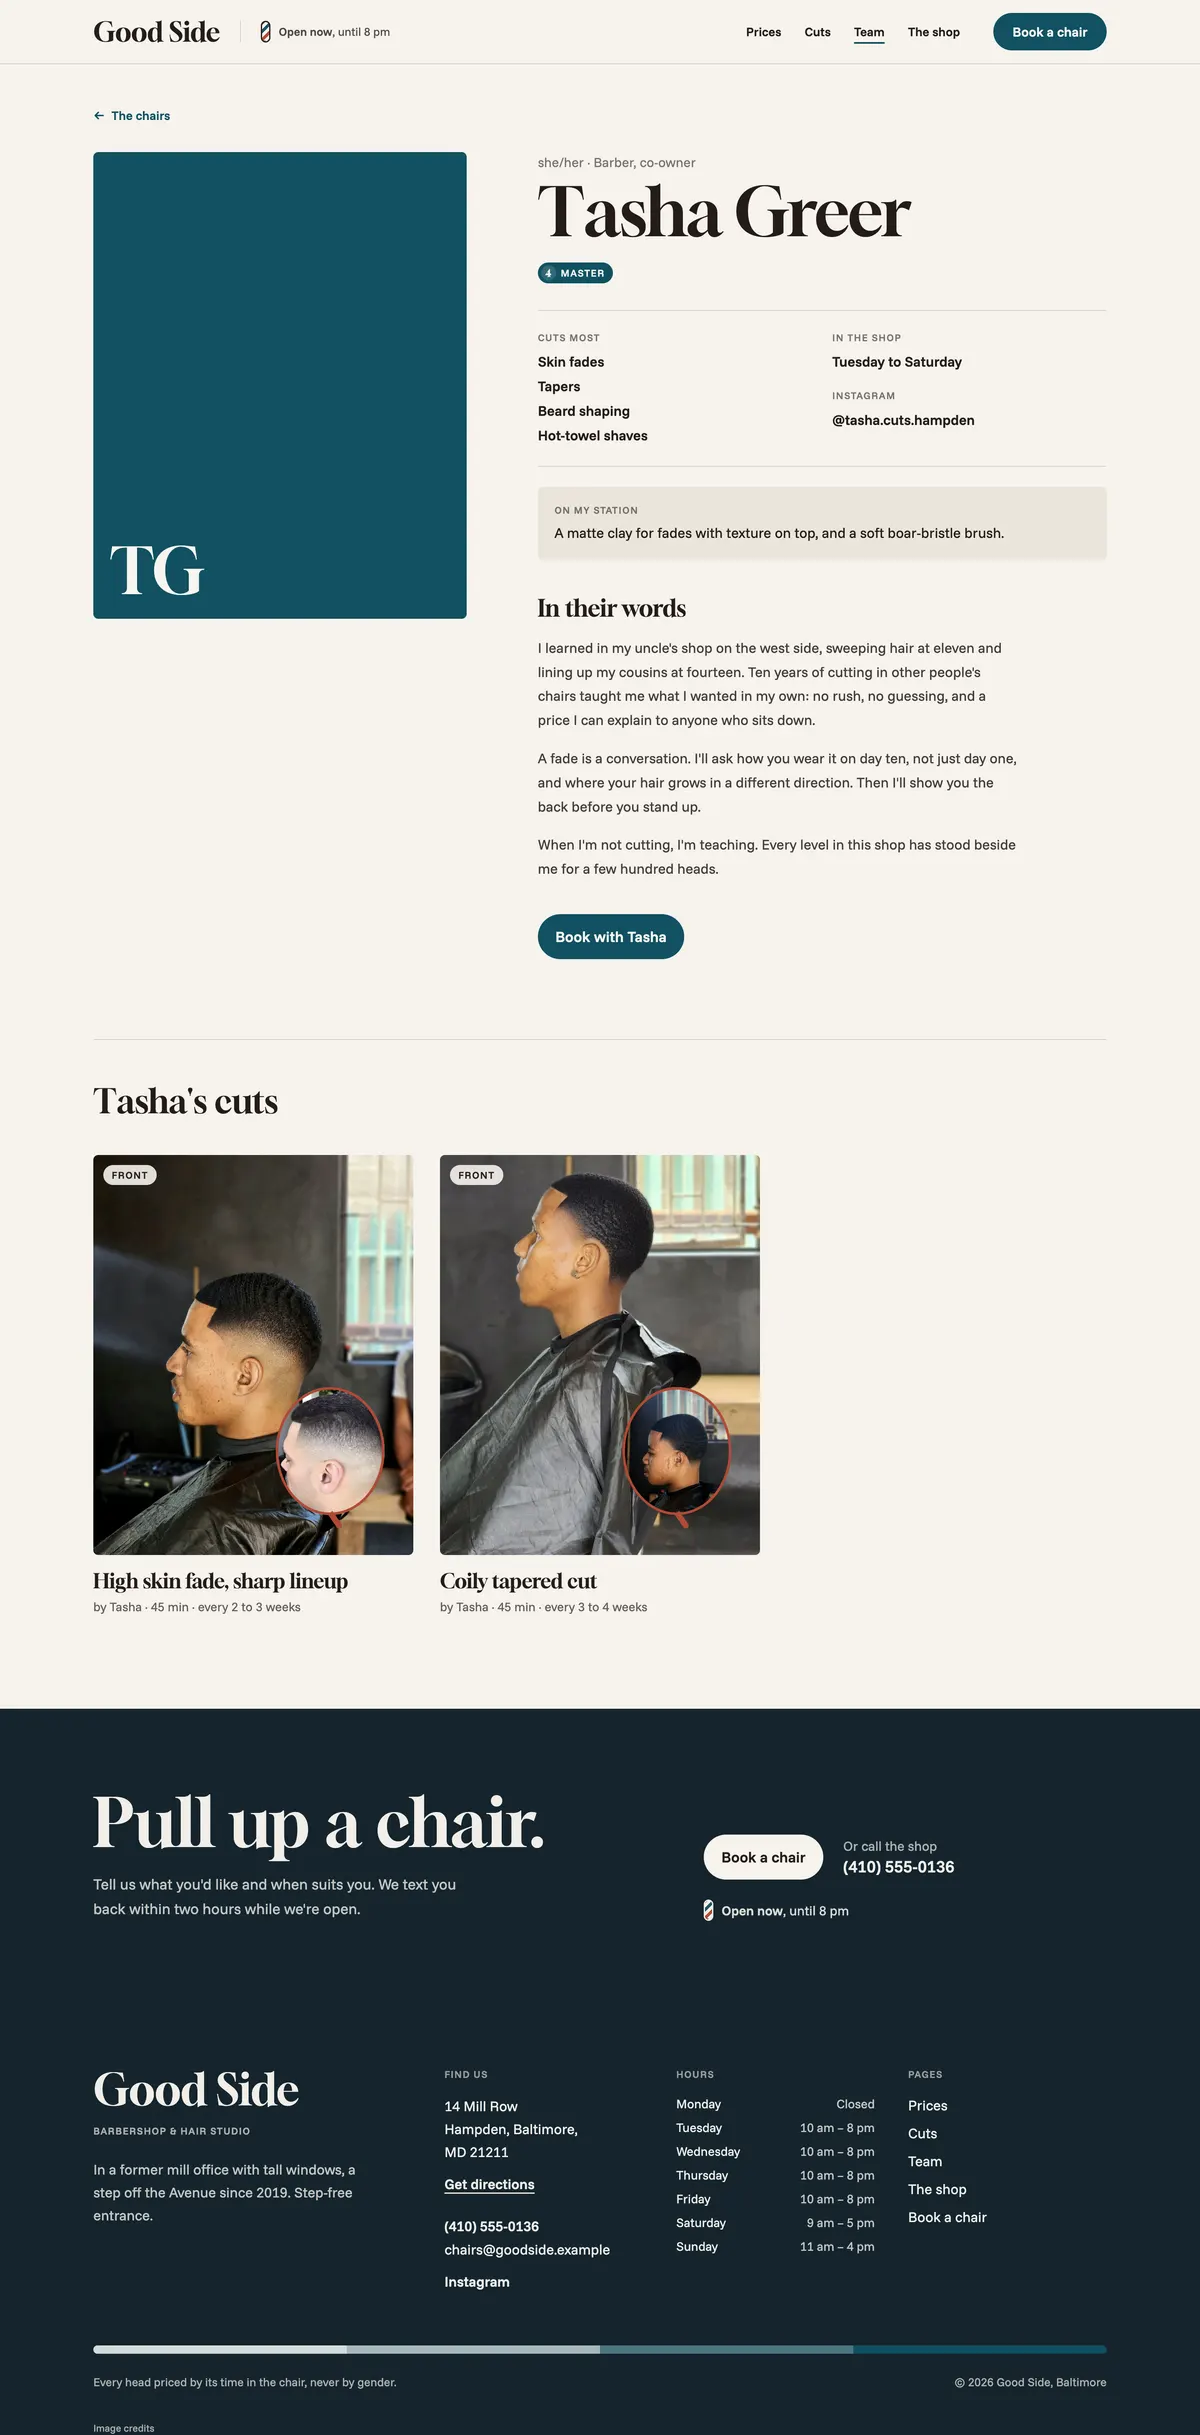 Good Side
Open now, until 8 pm
Prices
Cuts
Team
The shop
Book a chair
← The chairs
TG
she/her · Barber, co-owner
Tasha Greer
4 MASTER
CUTS MOST
Skin fades
Tapers
Beard shaping
Hot-towel shaves
IN THE SHOP
Tuesday to Saturday
INSTAGRAM
@tasha.cuts.hampden
ON MY STATION
A matte clay for fades with texture on top, and a soft boar-bristle brush.
In their words
I learned in my uncle's shop on the west side, sweeping hair at eleven and
lining up my cousins at fourteen. Ten years of cutting in other people's
chairs taught me what I wanted in my own: no rush, no guessing, and a
price I can explain to anyone who sits down.
A fade is a conversation. I'll ask how you wear it on day ten, not just day one,
and where your hair grows in a different direction. Then I'll show you the
back before you stand up.
When I'm not cutting, I'm teaching. Every level in this shop has stood beside
me for a few hundred heads.
Book with Tasha
Tasha's cuts
FRONT
High skin fade, sharp lineup
by Tasha · 45 min · every 2 to 3 weeks
FRONT
Coily tapered cut
by Tasha · 45 min · every 3 to 4 weeks
Pull up a chair.
Tell us what you'd like and when suits you. We text you
back within two hours while we're open.
Book a chair
Or call the shop
(410) 555-0136
Open now, until 8 pm
Good Side
BARBERSHOP & HAIR STUDIO
In a former mill office with tall windows, a
step off the Avenue since 2019. Step-free
entrance.
FIND US
14 Mill Row
Hampden, Baltimore,
MD 21211
Get directions
(410) 555-0136
chairs@goodside.example
Instagram
HOURS
Monday Closed
Tuesday 10 am – 8 pm
Wednesday 10 am – 8 pm
Thursday 10 am – 8 pm
Friday 10 am – 8 pm
Saturday 9 am – 5 pm
Sunday 11 am – 4 pm
PAGES
Prices
Cuts
Team
The shop
Book a chair
Every head priced by its time in the chair, never by gender.
© 2026 Good Side, Baltimore
Image credits